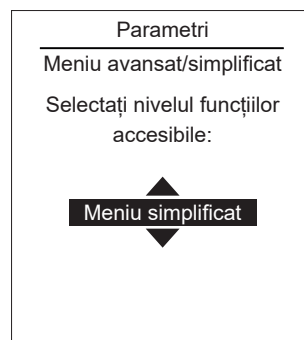 Parametri
Meniu avansat/simplificat
Selectați nivelul funcțiilor
accesibile:
Meniu simplificat